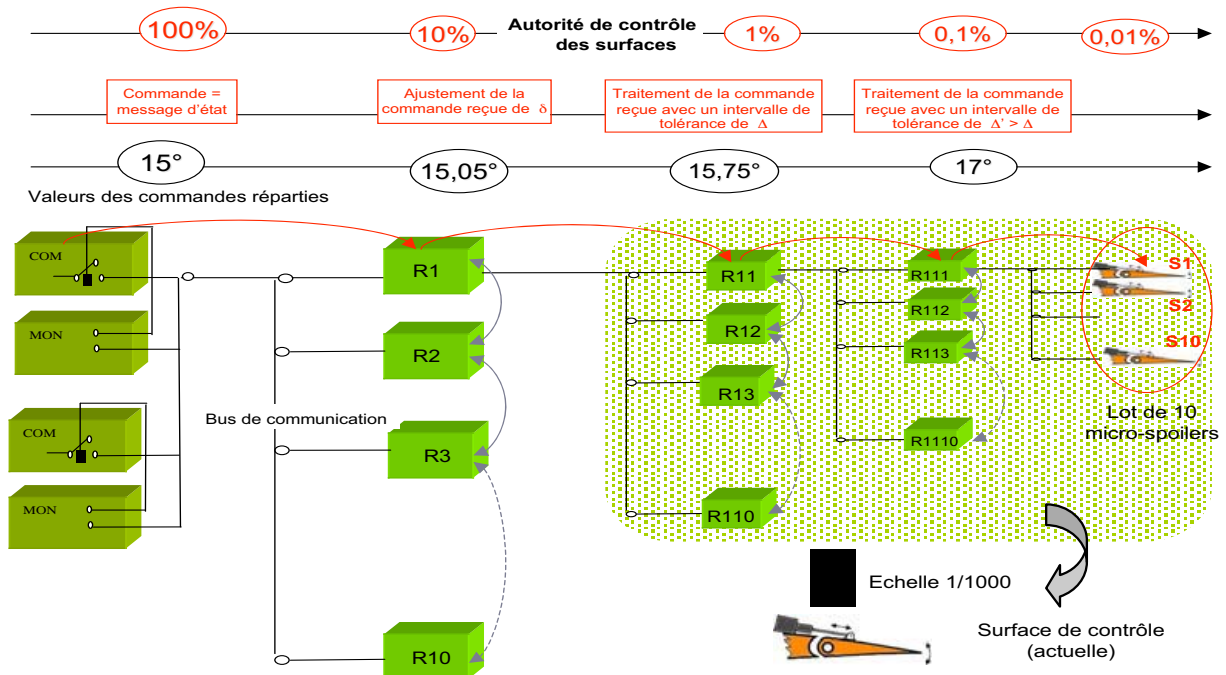 100%
10%
Autorité de contrôle
des surfaces
1%
0,1%
0,01%
Commande =
message d'état
Ajustement de la
commande reçue de δ
Traitement de la commande
reçue avec un intervalle de
tolérance de Δ
Traitement de la commande
reçue avec un intervalle de
tolérance de Δ' > Δ
15°
15,05°
15,75°
17°
Valeurs des commandes réparties
COM
MON
COM
MON
Bus de communication
R1
R2
R3
R10
R11
R12
R13
R110
R111
R112
R113
R1110
S1
S2
S10
Lot de 10
micro-spoilers
Echelle 1/1000
Surface de contrôle
(actuelle)